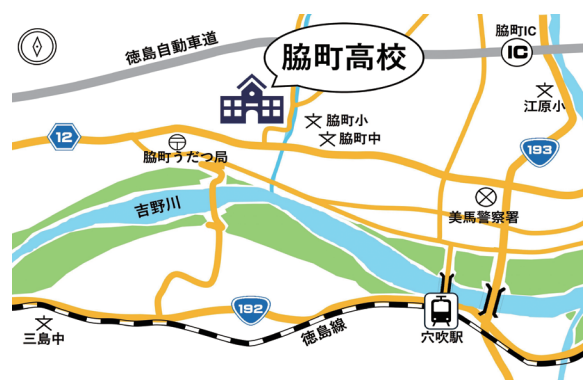 脇町IC
IC
徳島自動車道
脇町高校
江原小
脇町小
脇町中
12
193
脇町うだつ局
吉野川
美馬警察署
192
徳島線
穴吹駅
三島中